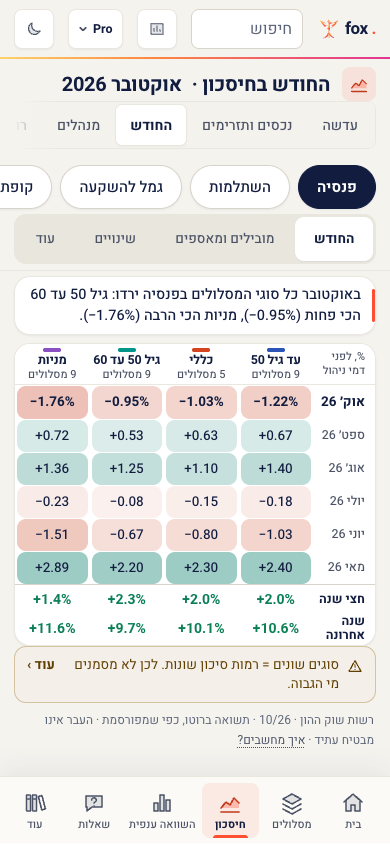 fox.
חיפוש
Pro
החודש בחיסכון · אוקטובר 2026
עדשה
נכסים ותזרימים
החודש
מנהלים
פנסיה
השתלמות
גמל להשקעה
קופת
החודש
מובילים ומאספים
שינויים
עוד
באוקטובר כל סוגי המסלולים בפנסיה ירדו: גיל 50 עד 60
הכי פחות (−0.95%), מניות הכי הרבה (−1.76%).
%, לפני דמי ניהול
עד גיל 50 9 מסלולים
כללי 5 מסלולים
גיל 50 עד 60 9 מסלולים
מניות 9 מסלולים
אוק׳ 26 −1.22% −1.03% −0.95% −1.76%
ספט׳ 26 +0.67 +0.63 +0.53 +0.72
אוג׳ 26 +1.40 +1.10 +1.25 +1.36
יולי 26 −0.18 −0.15 −0.08 −0.23
יוני 26 −1.03 −0.80 −0.67 −1.51
מאי 26 +2.40 +2.30 +2.20 +2.89
חצי שנה +2.0% +2.0% +2.3% +1.4%
שנה אחרונה +10.6% +10.1% +9.7% +11.6%
סוגים שונים = רמות סיכון שונות. לכן לא מסמנים
מי הגבוה.
עוד ›
רשות שוק ההון · 10/26 · תשואה ברוטו, כפי שמפורסמת · העבר אינו
מבטיח עתיד · איך מחשבים?
בית
מסלולים
חיסכון
השוואה ענפית
שאלות
עוד